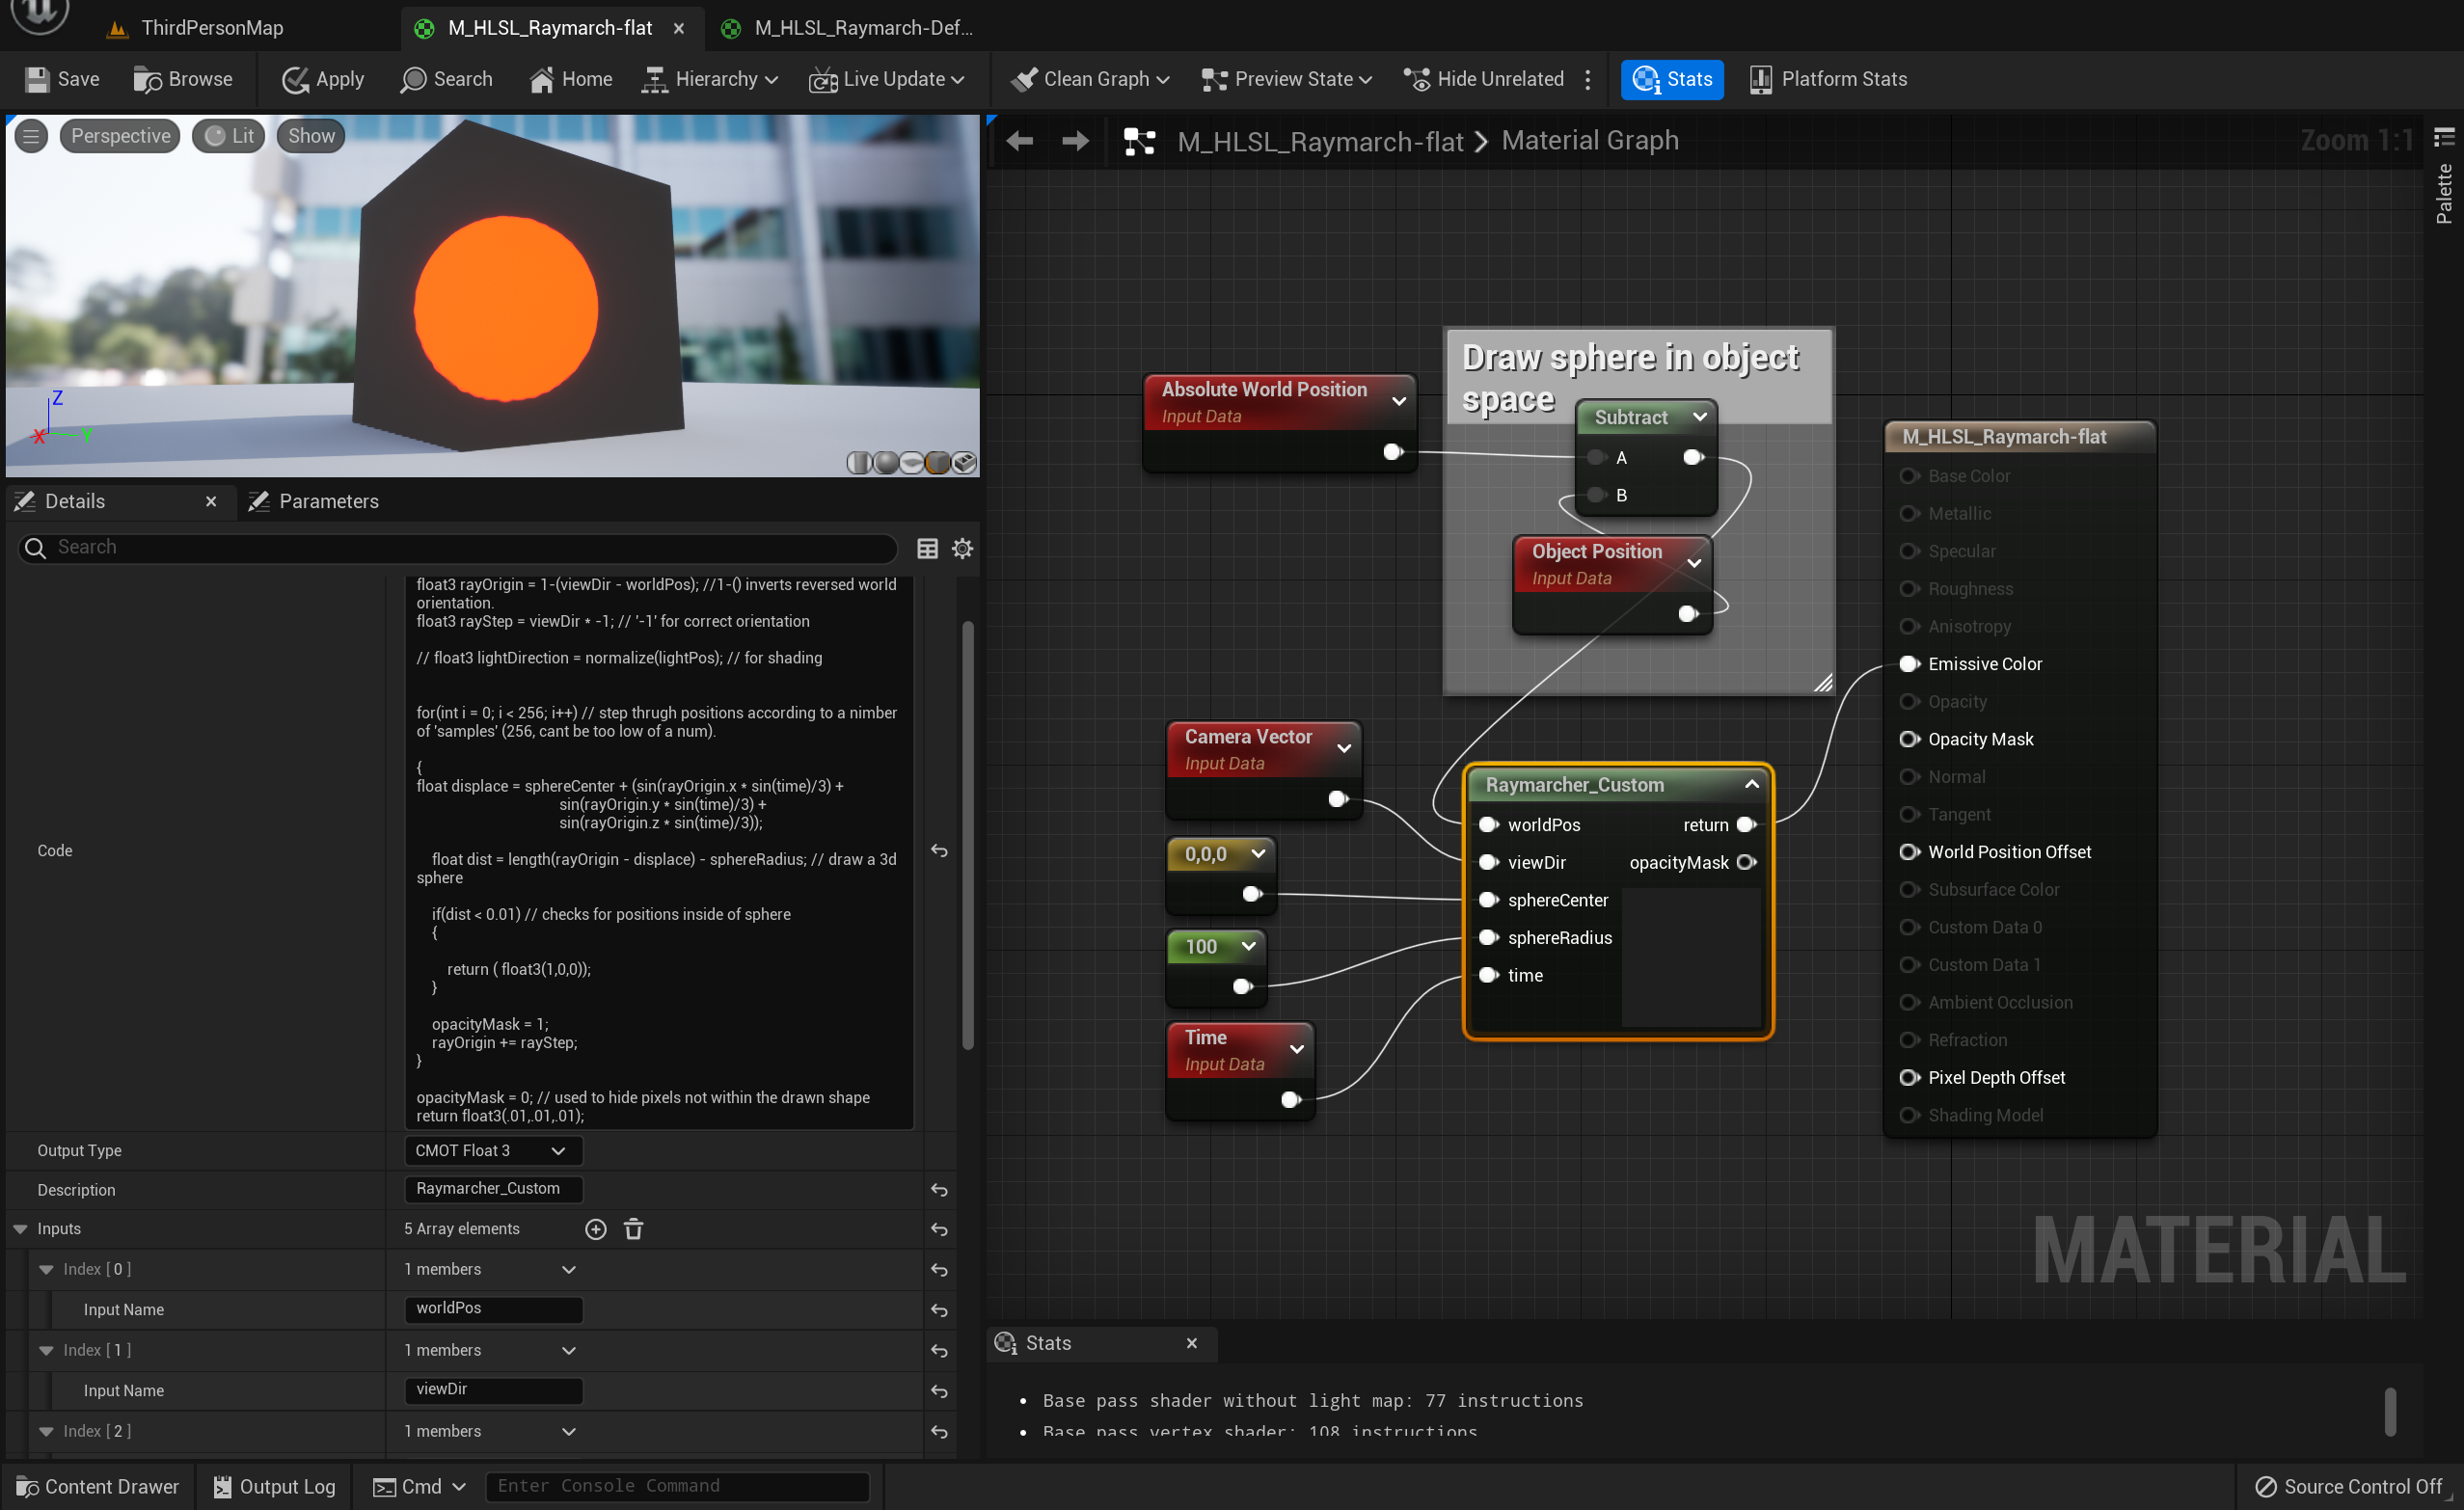 ThirdPersonMap
M_HLSL_Raymarch-flat
M_HLSL_Raymarch-Def...
Save
Browse
Apply
Search
Home
Hierarchy
Live Update
Clean Graph
Preview State
Hide Unrelated
Stats
Platform Stats
Perspective
Lit
Show
Z
X
Y
Details
Parameters
Search
Code
float3 rayOrigin = 1-(viewDir - worldPos); //1-() inverts reversed world
orientation.
float3 rayStep = viewDir * -1; // '-1' for correct orientation
// float3 lightDirection = normalize(lightPos); // for shading
for(int i = 0; i < 256; i++) // step thrugh positions according to a nimber
of 'samples' (256, cant be too low of a num).
{
float displace = sphereCenter + (sin(rayOrigin.x * sin(time)/3) +
sin(rayOrigin.y * sin(time)/3) +
sin(rayOrigin.z * sin(time)/3));
float dist = length(rayOrigin - displace) - sphereRadius; // draw a 3d
sphere
if(dist < 0.01) // checks for positions inside of sphere
{
return ( float3(1,0,0));
}
opacityMask = 1;
rayOrigin += rayStep;
}
opacityMask = 0; // used to hide pixels not within the drawn shape
return float3(.01,.01,.01);
Output Type
CMOT Float 3
Description
Raymarcher_Custom
Inputs
5 Array elements
Index [ 0 ]
1 members
Input Name
worldPos
Index [ 1 ]
1 members
Input Name
viewDir
Index [ 2 ]
1 members
M_HLSL_Raymarch-flat
Material Graph
Zoom 1:1
Palette
Draw sphere in object
space
Absolute World Position
Input Data
Subtract
A
B
Object Position
Input Data
Camera Vector
Input Data
0,0,0
100
Time
Input Data
Raymarcher_Custom
worldPos
return
viewDir
opacityMask
sphereCenter
sphereRadius
time
M_HLSL_Raymarch-flat
Base Color
Metallic
Specular
Roughness
Anisotropy
Emissive Color
Opacity
Opacity Mask
Normal
Tangent
World Position Offset
Subsurface Color
Custom Data 0
Custom Data 1
Ambient Occlusion
Refraction
Pixel Depth Offset
Shading Model
MATERIAL
Stats
• Base pass shader without light map: 77 instructions
• Base pass vertex shader: 108 instructions
Content Drawer
Output Log
Cmd
Enter Console Command
Source Control Off